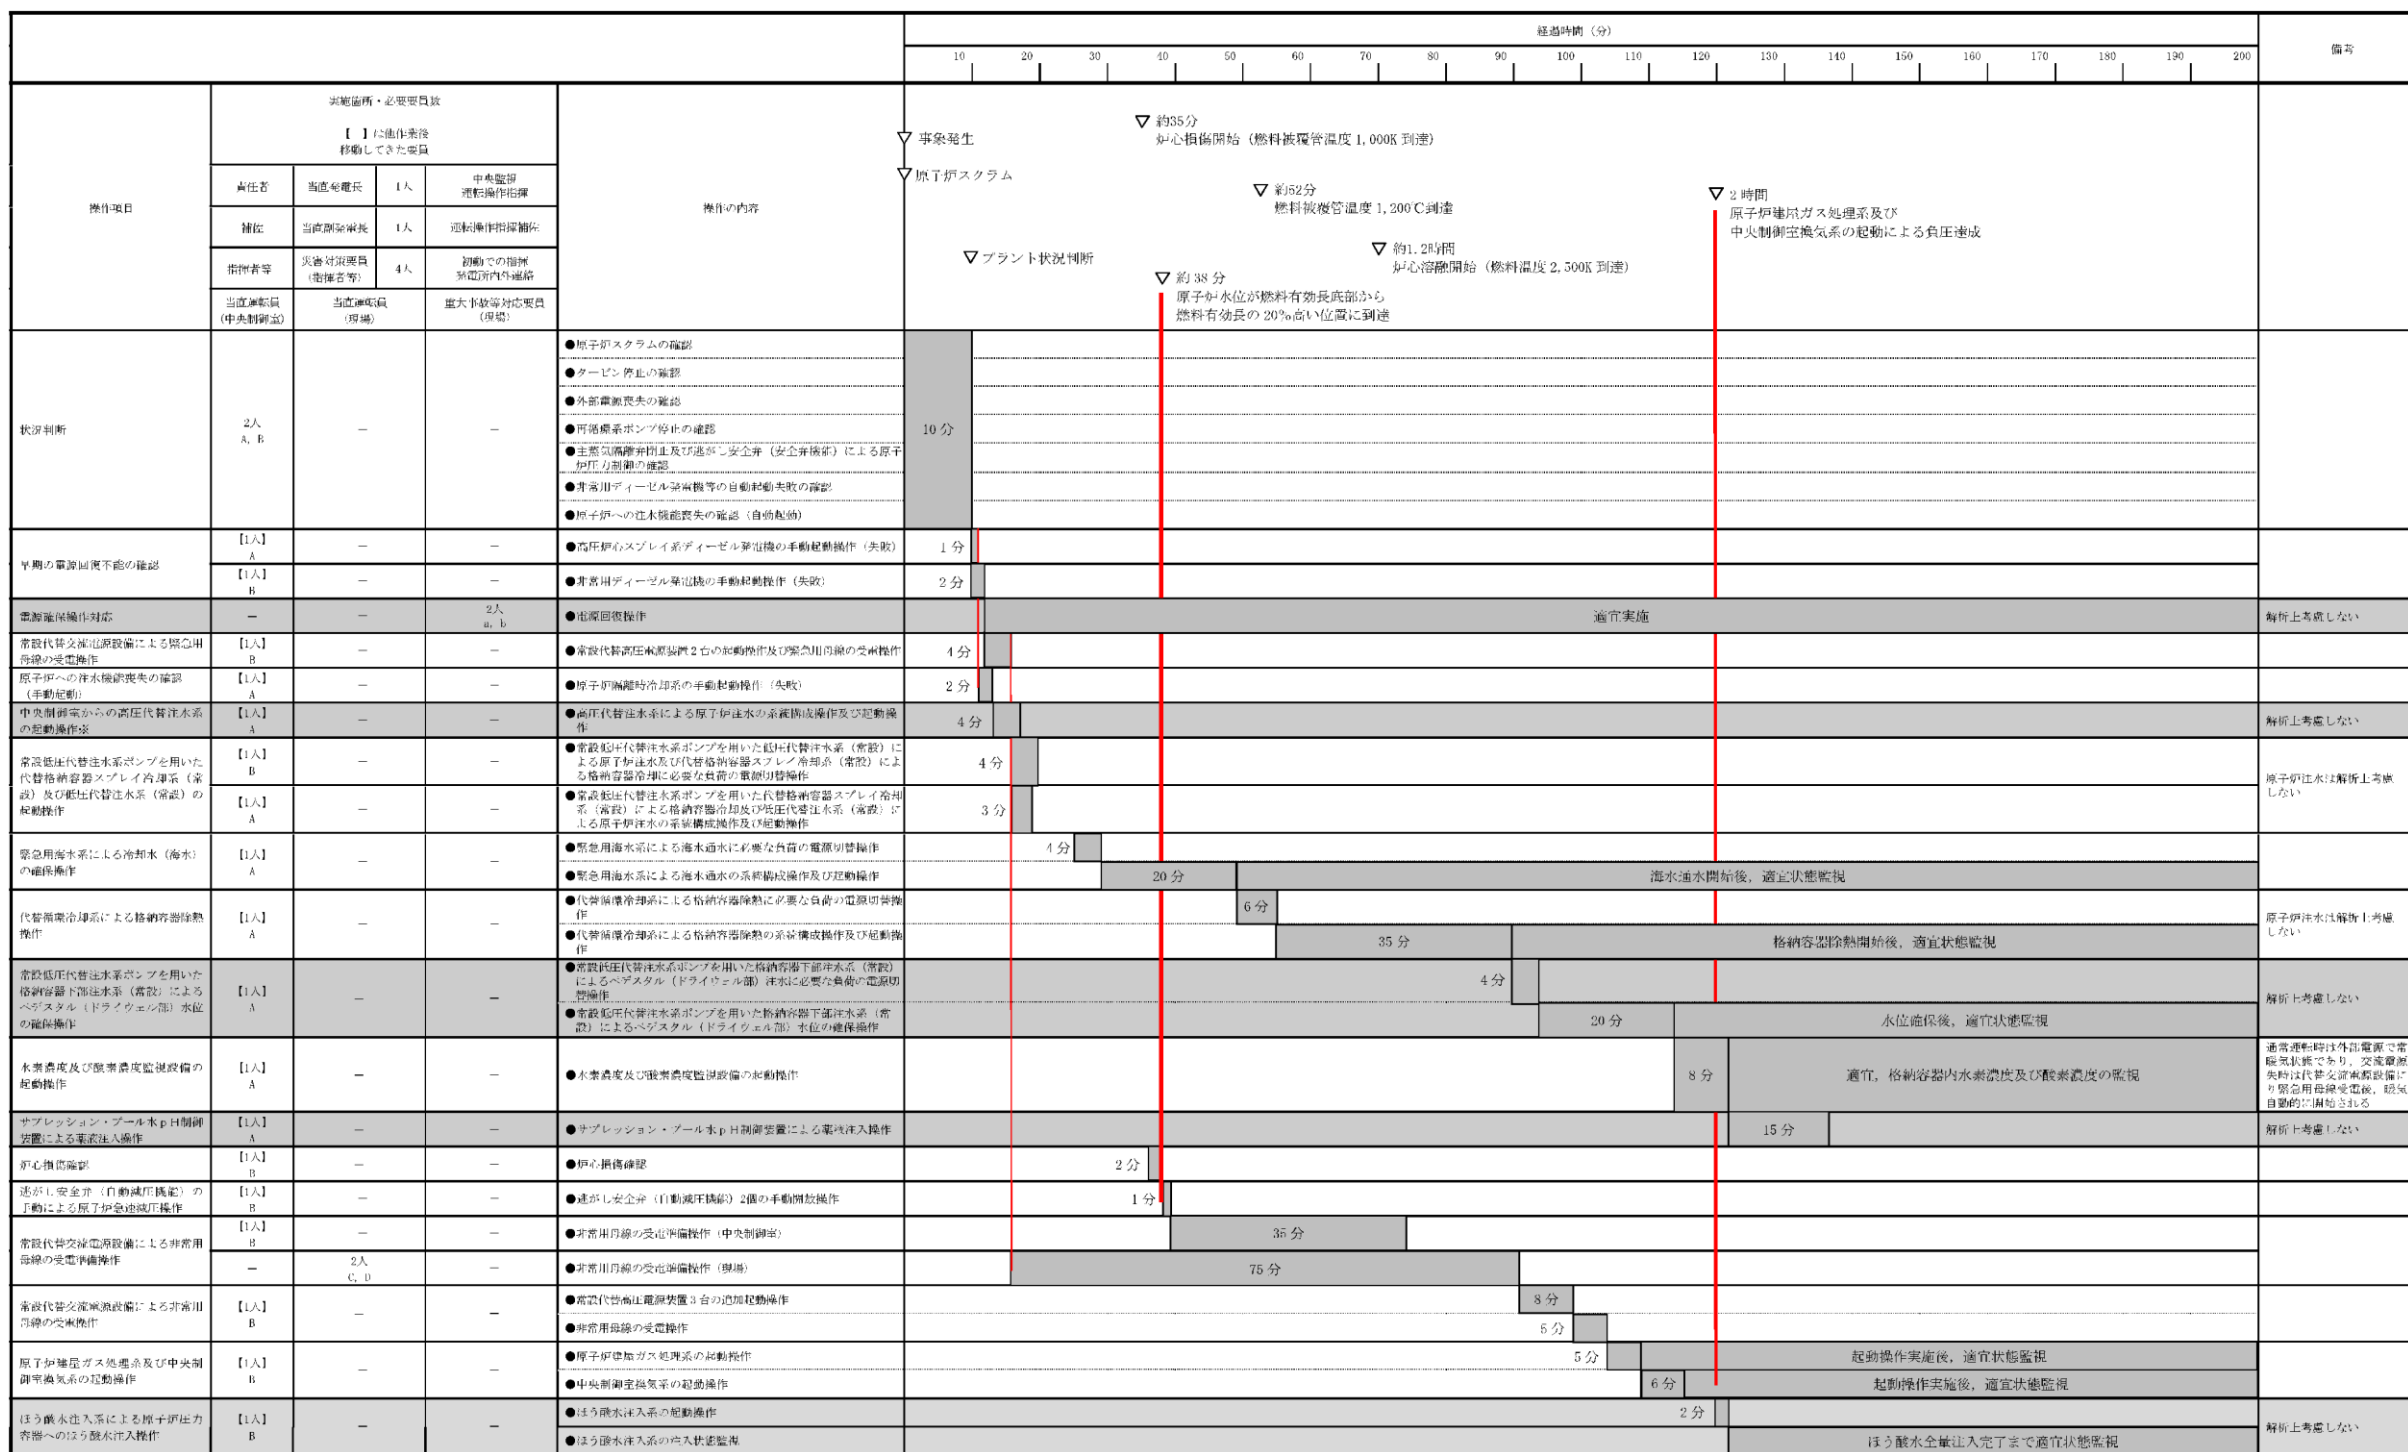 経過時間（分）
備考
10 20 30 40 50 60 70 80 90 100 110 120 130 140 150 160 170 180 190 200
操作項目
実施箇所・必要要員数
【　】は他作業後
移動してきた要員
操作の内容
責任者 当直発電長 1人 中央監視
運転操作指揮
補佐 当直副発電長 1人 運転操作指揮補佐
指揮者等 災害対策要員
（指揮者等） 4人 初動での指揮
発電所内外連絡
当直運転員
（中央制御室） 当直運転員
（現場） 重大事故等対応要員
（現場）
▽ 事象発生
▽ 原子炉スクラム
▽ プラント状況判断
▽ 約35分
炉心損傷開始（燃料被覆管温度 1,000K 到達）
▽ 約38 分
原子炉水位が燃料有効長底部から
燃料有効長の 20％高い位置に到達
▽ 約52分
燃料被覆管温度 1,200℃到達
▽ 約1.2時間
炉心溶融開始（燃料温度 2,500K 到達）
▽ 2 時間
原子炉建屋ガス処理系及び
中央制御室換気系の起動による負圧達成
状況判断
2人
A, B
－ －
●原子炉スクラムの確認
●タービン停止の確認
●外部電源喪失の確認
●再循環系ポンプ停止の確認
●主蒸気隔離弁閉止及び逃がし安全弁（安全弁機能）による原子
炉圧力制御の確認
●非常用ディーゼル発電機等の自動起動失敗の確認
●原子炉への注水機能喪失の確認（自動起動）
10 分
早期の電源回復不能の確認
【1人】
A
－ －
●高圧炉心スプレイ系ディーゼル発電機の手動起動操作（失敗）
1 分
【1人】
B
－ －
●非常用ディーゼル発電機の手動起動操作（失敗）
2 分
電源確保操作対応
－ －
2人
a, b
●電源回復操作
適宜実施
解析上考慮しない
常設代替交流電源設備による緊急用
母線の受電操作
【1人】
B
－ －
●常設代替高圧電源装置２台の起動操作及び緊急用母線の受電操作
4 分
原子炉への注水機能喪失の確認
（手動起動）
【1人】
A
－ －
●原子炉隔離時冷却系の手動起動操作（失敗）
2 分
中央制御室からの高圧代替注水系
の起動操作※
【1人】
A
－ －
●高圧代替注水系による原子炉注水の系統構成操作及び起動操
作
4 分
解析上考慮しない
常設低圧代替注水系ポンプを用いた
代替格納容器スプレイ冷却系（常
設）及び低圧代替注水系（常設）の
起動操作
【1人】
B
－ －
●常設低圧代替注水系ポンプを用いた低圧代替注水系（常設）に
よる原子炉注水及び代替格納容器スプレイ冷却系（常設）によ
る格納容器冷却に必要な負荷の電源切替操作
4 分
原子炉注水は解析上考慮
しない
【1人】
A
－ －
●常設低圧代替注水系ポンプを用いた代替格納容器スプレイ冷却
系（常設）による格納容器冷却及び低圧代替注水系（常設）に
よる原子炉注水の系統構成操作及び起動操作
3 分
緊急用海水系による冷却水（海水）
の確保操作
【1人】
A
－ －
●緊急用海水系による海水通水に必要な負荷の電源切替操作
4 分
●緊急用海水系による海水通水の系統構成操作及び起動操作
20 分
海水通水開始後，適宜状態監視
代替循環冷却系による格納容器除熱
操作
【1人】
A
－ －
●代替循環冷却系による格納容器除熱に必要な負荷の電源切替操
作
6 分
●代替循環冷却系による格納容器除熱の系統構成操作及び起動操
作
35 分
格納容器除熱開始後，適宜状態監視
原子炉注水は解析上考慮
しない
常設低圧代替注水系ポンプを用いた
格納容器下部注水系（常設）による
ペデスタル（ドライウェル部）水位
の確保操作
【1人】
A
－ －
●常設低圧代替注水系ポンプを用いた格納容器下部注水系（常設）
によるペデスタル（ドライウェル部）注水に必要な負荷の電源切
替操作
4 分
●常設低圧代替注水系ポンプを用いた格納容器下部注水系（常
設）によるペデスタル（ドライウェル部）水位の確保操作
20 分
水位確保後，適宜状態監視
解析上考慮しない
水素濃度及び酸素濃度監視設備の
起動操作
【1人】
A
－ －
●水素濃度及び酸素濃度監視設備の起動操作
8 分
適宜，格納容器内水素濃度及び酸素濃度の監視
通常運転時は外部電源で常
暖気状態であり，交流電源
失時は代替交流電源設備に
り緊急用母線受電後，暖気
自動的に開始される
サプレッション・プール水ｐＨ制御
装置による薬液注入操作
【1人】
A
－ －
●サプレッション・プール水ｐＨ制御装置による薬液注入操作
15 分
解析上考慮しない
炉心損傷確認
【1人】
B
－ －
●炉心損傷確認
2 分
逃がし安全弁（自動減圧機能）の
手動による原子炉急速減圧操作
【1人】
B
－ －
●逃がし安全弁（自動減圧機能）2個の手動開放操作
1 分
常設代替交流電源設備による非常用
母線の受電準備操作
【1人】
B
－ －
●非常用母線の受電準備操作（中央制御室）
35 分
－
2人
C, D
－
●非常用母線の受電準備操作（現場）
75 分
常設代替交流電源設備による非常用
母線の受電操作
【1人】
B
－ －
●常設代替高圧電源装置３台の追加起動操作
8 分
●非常用母線の受電操作
5 分
原子炉建屋ガス処理系及び中央制
御室換気系の起動操作
【1人】
B
－ －
●原子炉建屋ガス処理系の起動操作
5 分
起動操作実施後，適宜状態監視
●中央制御室換気系の起動操作
6 分
起動操作実施後，適宜状態監視
ほう酸水注入系による原子炉圧力
容器へのほう酸水注入操作
【1人】
B
－ －
●ほう酸水注入系の起動操作
2 分
●ほう酸水注入系の注入状態監視
ほう酸水全量注入完了まで適宜状態監視
解析上考慮しない